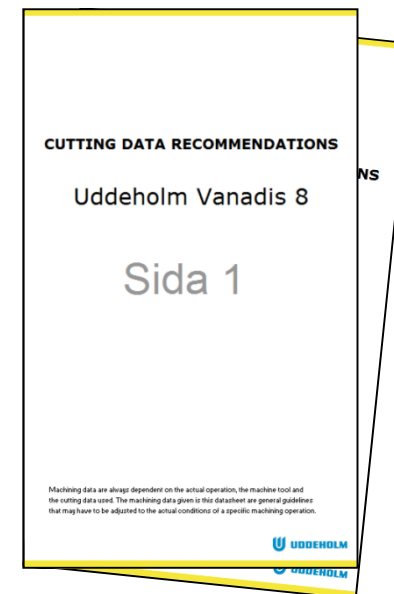 CUTTING DATA RECOMMENDATIONS
NS
Uddeholm Vanadis 8
Sida 1
Machining data are always dependent on the actual operation, the machine tool and
the cutting data used. The machining data given is this datasheet are general guidelines
that may have to be adjusted to the actual conditions of a specific machining operation.
UDDEHOLM
UDDEHOLM